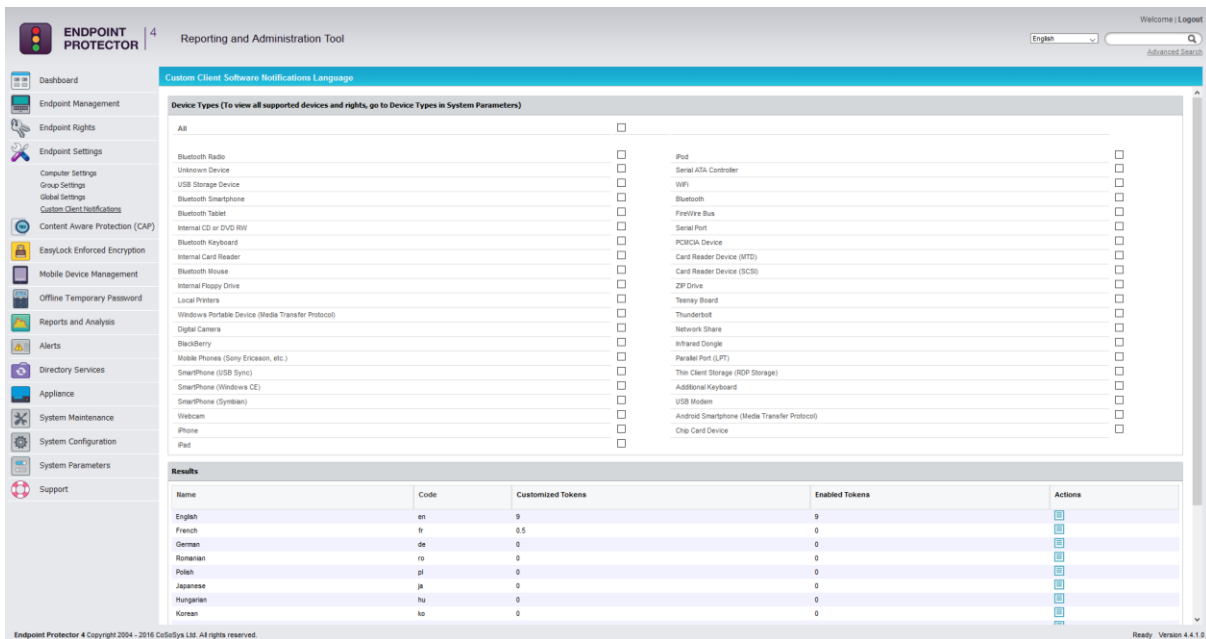 Welcome | Logout
ENDPOINT PROTECTOR 4
Reporting and Administration Tool
English
Advanced Search
Dashboard
Endpoint Management
Endpoint Rights
Endpoint Settings
Computer Settings
Group Settings
Global Settings
Custom Client Notifications
Content Aware Protection (CAP)
EasyLock Enforced Encryption
Mobile Device Management
Offline Temporary Password
Reports and Analysis
Alerts
Directory Services
Appliance
System Maintenance
System Configuration
System Parameters
Support
Custom Client Software Notifications Language
Device Types (To view all supported devices and rights, go to Device Types in System Parameters)
All
Bluetooth Radio iPod
Unknown Device Serial ATA Controller
USB Storage Device WiFi
Bluetooth Smartphone Bluetooth
Bluetooth Tablet FireWire Bus
Internal CD or DVD RW Serial Port
Bluetooth Keyboard PCMCIA Device
Internal Card Reader Card Reader Device (MTD)
Bluetooth Mouse Card Reader Device (SCSI)
Internal Floppy Drive ZIP Drive
Local Printers Teensy Board
Windows Portable Device (Media Transfer Protocol) Thunderbolt
Digital Camera Network Share
BlackBerry Infrared Dongle
Mobile Phones (Sony Ericsson, etc.) Parallel Port (LPT)
SmartPhone (USB Sync) Thin Client Storage (RDP Storage)
SmartPhone (Windows CE) Additional Keyboard
SmartPhone (Symbian) USB Modem
Webcam Android Smartphone (Media Transfer Protocol)
iPhone Chip Card Device
iPad
Results
Name Code Customized Tokens Enabled Tokens Actions
English en 9 9
French fr 0.5 0
German de 0 0
Romanian ro 0 0
Polish pl 0 0
Japanese ja 0 0
Hungarian hu 0 0
Korean ko 0 0
Endpoint Protector 4 Copyright 2004 - 2016 CoSoSys Ltd. All rights reserved. Ready Version 4.4.1.0